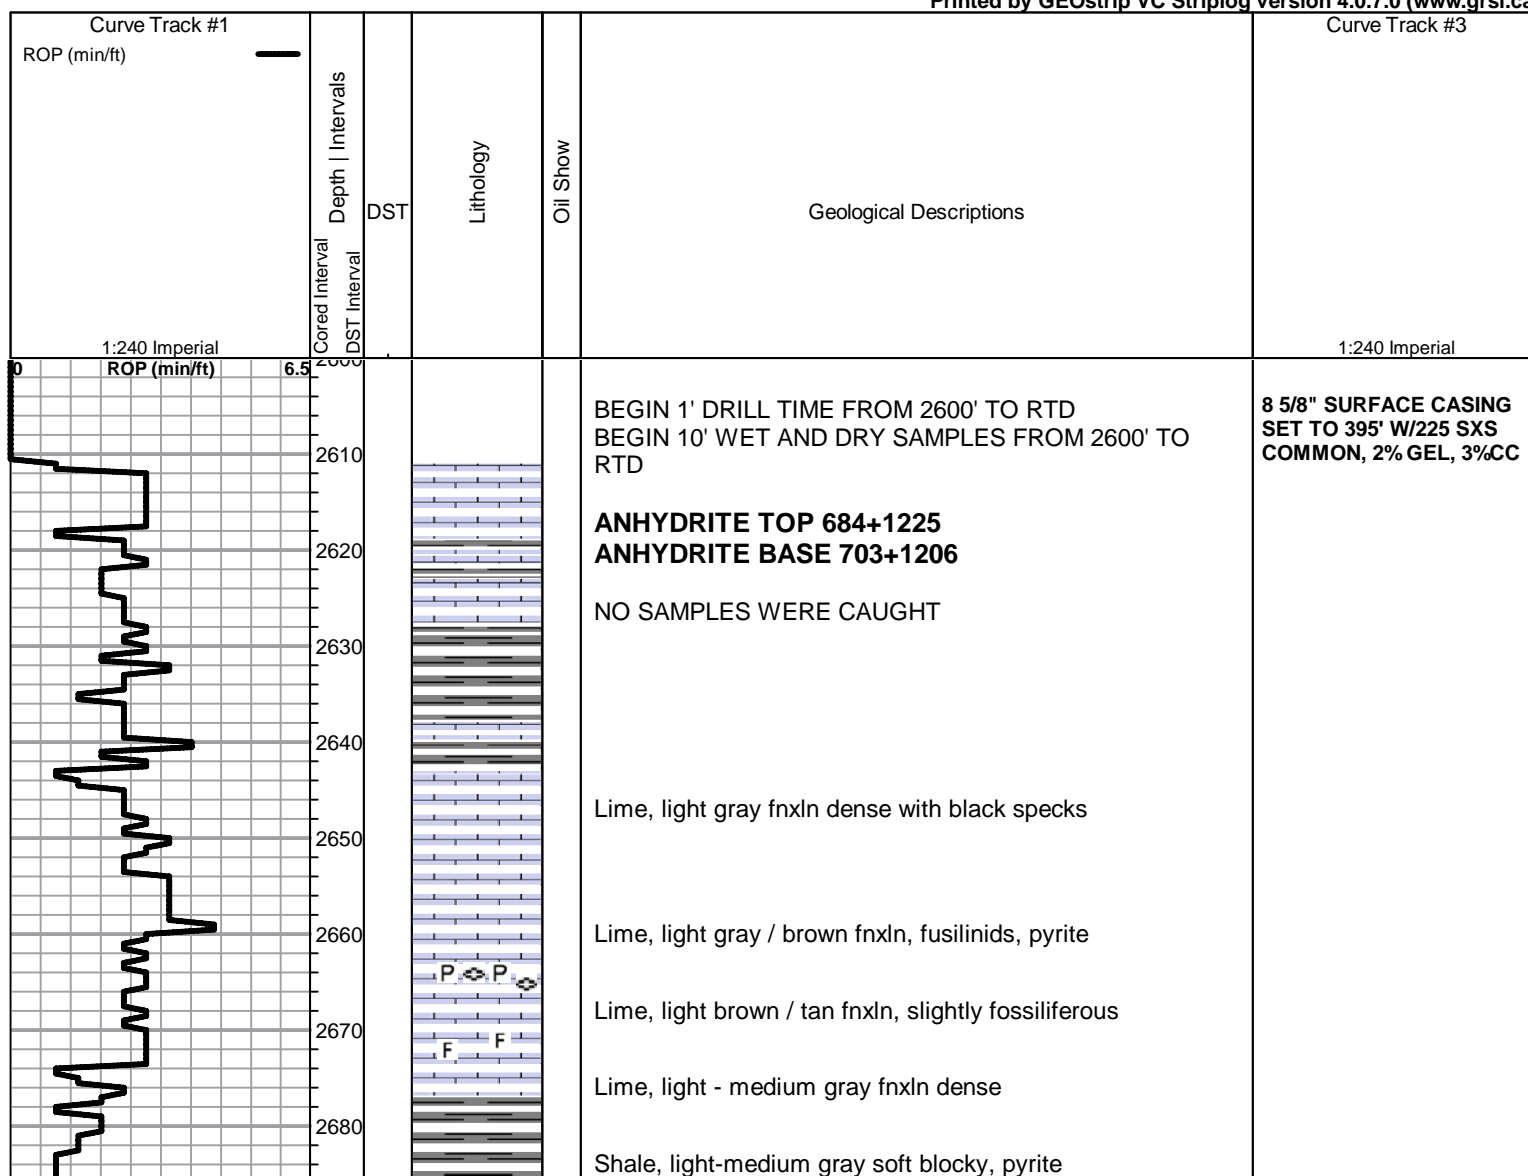 Printed by GEOstrip VC Striplog version 4.0.7.0 (www.grsi.ca
Curve Track #1
ROP (min/ft)
1:240 Imperial
Depth | Intervals
Cored Interval
DST Interval
DST
Lithology
Oil Show
Geological Descriptions
Curve Track #3
1:240 Imperial
0 ROP (min/ft) 6.5
2600
BEGIN 1' DRILL TIME FROM 2600' TO RTD
BEGIN 10' WET AND DRY SAMPLES FROM 2600' TO
RTD
8 5/8" SURFACE CASING
SET TO 395' W/225 SXS
COMMON, 2% GEL, 3%CC
2610
ANHYDRITE TOP 684+1225
ANHYDRITE BASE 703+1206
2620
NO SAMPLES WERE CAUGHT
2630
2640
Lime, light gray fnxln dense with black specks
2650
Lime, light gray / brown fnxln, fusilinids, pyrite
2660
P P
Lime, light brown / tan fnxln, slightly fossiliferous
2670
F F
Lime, light - medium gray fnxln dense
2680
Shale, light-medium gray soft blocky, pyrite